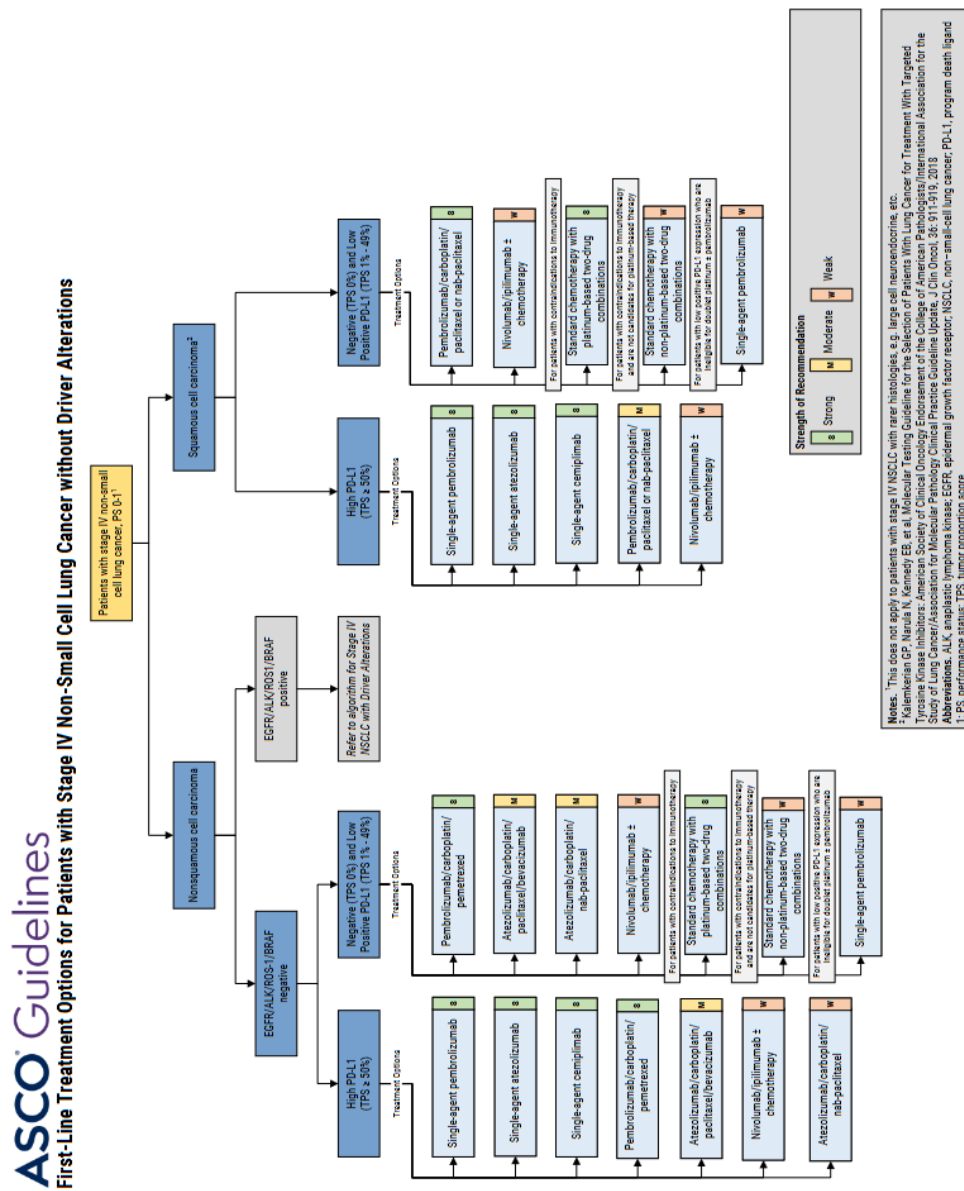 ASCO® Guidelines
First-Line Treatment Options for Patients with Stage IV Non-Small Cell Lung Cancer without Driver Alterations
Patients with stage IV non-small
cell lung cancer, PS 0-1¹
Nonsquamous cell carcinoma
Squamous cell carcinoma²
EGFR/ALK/ROS-1/BRAF
negative
EGFR/ALK/ROS1/BRAF
positive
Refer to algorithm for Stage IV
NSCLC with Driver Alterations
High PD-L1
(TPS ≥ 50%)
Treatment Options
Single-agent pembrolizumab
S
Single-agent atezolizumab
S
Single-agent cemiplimab
S
Pembrolizumab/carboplatin/
pemetrexed
S
Atezolizumab/carboplatin/
paclitaxel/bevacizumab
M
Nivolumab/ipilimumab ±
chemotherapy
W
Atezolizumab/carboplatin/
nab-paclitaxel
W
Negative (TPS 0%) and Low
Positive PD-L1 (TPS 1% - 49%)
Treatment Options
Pembrolizumab/carboplatin/
pemetrexed
S
Atezolizumab/carboplatin/
paclitaxel/bevacizumab
M
Atezolizumab/carboplatin/
nab-paclitaxel
M
Nivolumab/ipilimumab ±
chemotherapy
W
For patients with contraindications to immunotherapy
Standard chemotherapy with
platinum-based two-drug
combinations
S
For patients with contraindications to immunotherapy
and are not candidates for platinum-based therapy
Standard chemotherapy with
non-platinum-based two-drug
combinations
W
For patients with low positive PD-L1 expression who are
ineligible for doublet platinum ± pembrolizumab
Single-agent pembrolizumab
W
High PD-L1
(TPS ≥ 50%)
Treatment Options
Single-agent pembrolizumab
S
Single-agent atezolizumab
S
Single-agent cemiplimab
S
Pembrolizumab/carboplatin/
paclitaxel or nab-paclitaxel
M
Nivolumab/ipilimumab ±
chemotherapy
W
Negative (TPS 0%) and Low
Positive PD-L1 (TPS 1% - 49%)
Treatment Options
Pembrolizumab/carboplatin/
paclitaxel or nab-paclitaxel
S
Nivolumab/ipilimumab ±
chemotherapy
W
For patients with contraindications to immunotherapy
Standard chemotherapy with
platinum-based two-drug
combinations
S
For patients with contraindications to immunotherapy
and are not candidates for platinum-based therapy
Standard chemotherapy with
non-platinum-based two-drug
combinations
W
For patients with low positive PD-L1 expression who are
ineligible for doublet platinum ± pembrolizumab
Single-agent pembrolizumab
W
Strength of Recommendation
S Strong M Moderate W Weak
Notes. ¹This does not apply to patients with stage IV NSCLC with rarer histologies, e.g. large cell neuroendocrine, etc.
² Kalemkerian GP, Narula N, Kennedy EB, et al, Molecular Testing Guideline for the Selection of Patients With Lung Cancer for Treatment With Targeted
Tyrosine Kinase Inhibitors: American Society of Clinical Oncology Endorsement of the College of American Pathologists/International Association for the
Study of Lung Cancer/Association for Molecular Pathology Clinical Practice Guideline Update, J Clin Oncol, 36: 911-919, 2018
Abbreviations. ALK, anaplastic lymphoma kinase; EGFR, epidermal growth factor receptor; NSCLC, non–small-cell lung cancer; PD-L1, program death ligand
1; PS, performance status; TPS, tumor proportion score